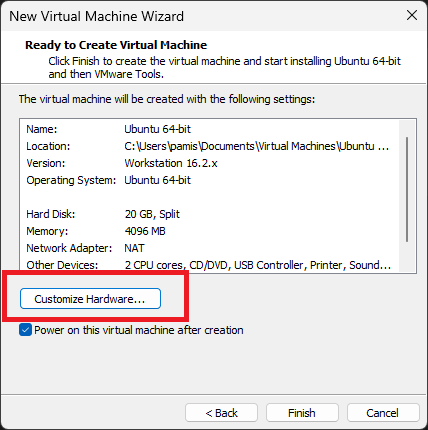 New Virtual Machine Wizard
Ready to Create Virtual Machine
Click Finish to create the virtual machine and start installing Ubuntu 64-bit
and then VMware Tools.
The virtual machine will be created with the following settings:
Name: Ubuntu 64-bit
Location: C:\Users\pamis\Documents\Virtual Machines\Ubuntu ...
Version: Workstation 16.2.x
Operating System: Ubuntu 64-bit
Hard Disk: 20 GB, Split
Memory: 4096 MB
Network Adapter: NAT
Other Devices: 2 CPU cores, CD/DVD, USB Controller, Printer, Sound...
Customize Hardware...
Power on this virtual machine after creation
< Back Finish Cancel